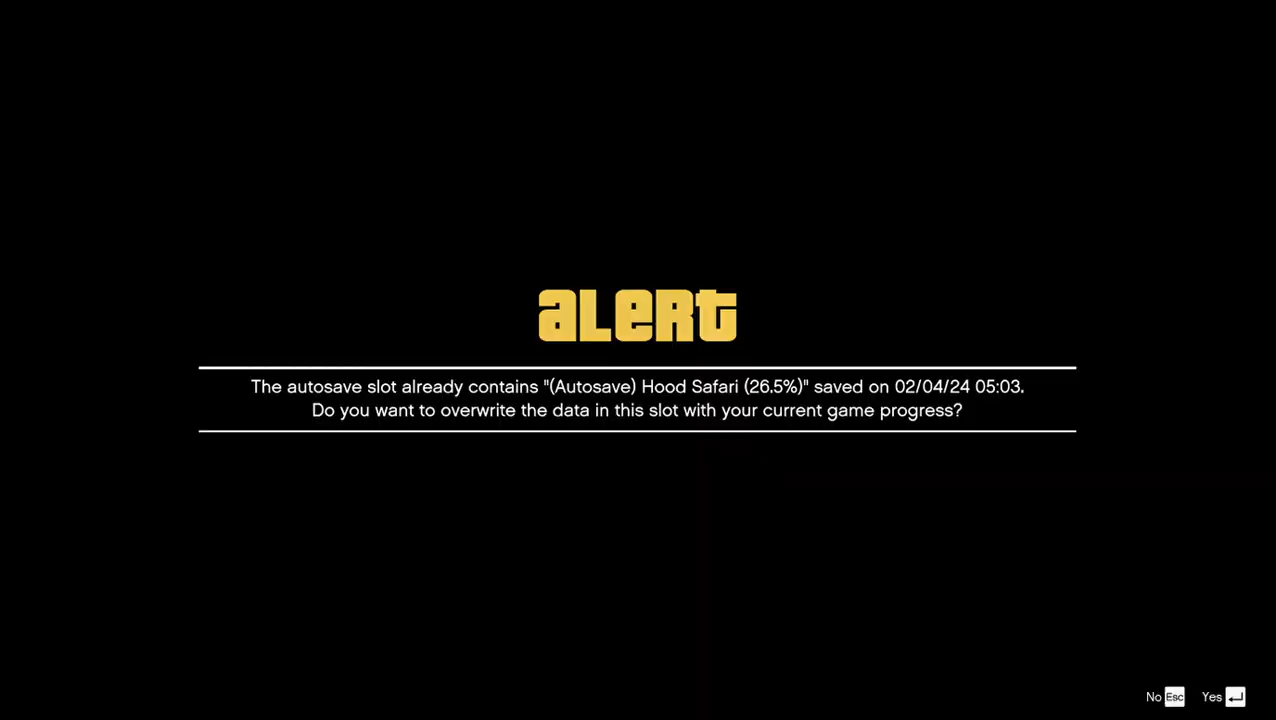 aLeRt
The autosave slot already contains "(Autosave) Hood Safari (26.5%)" saved on 02/04/24 05:03.
Do you want to overwrite the data in this slot with your current game progress?
No Esc Yes